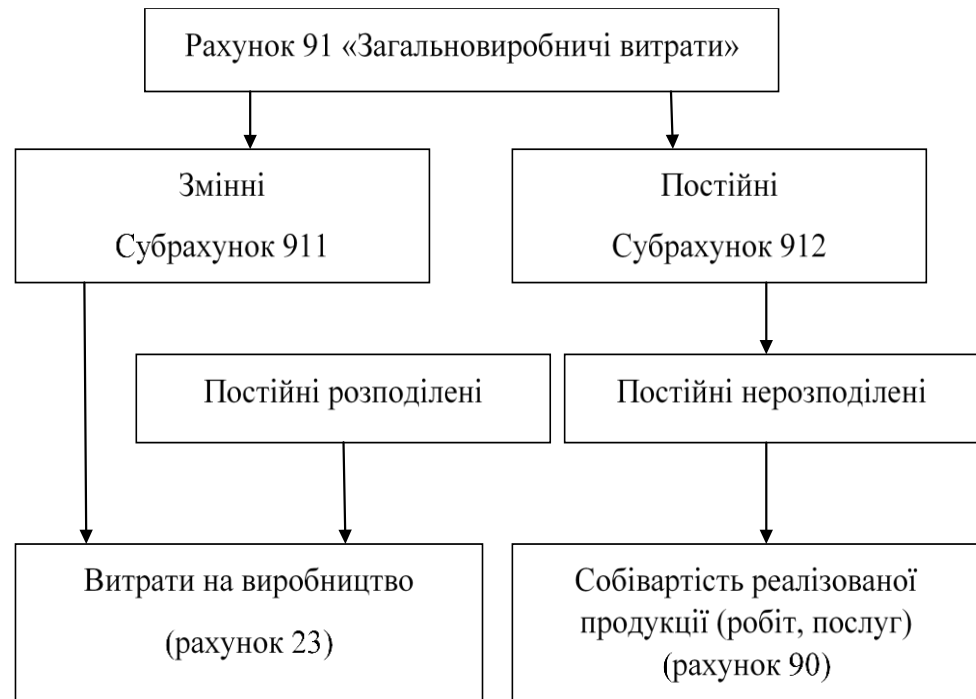 Рахунок 91 «Загальновиробничі витрати»
Змінні
Субрахунок 911
Постійні
Субрахунок 912
Постійні розподілені
Постійні нерозподілені
Витрати на виробництво
(рахунок 23)
Собівартість реалізованої
продукції (робіт, послуг)
(рахунок 90)